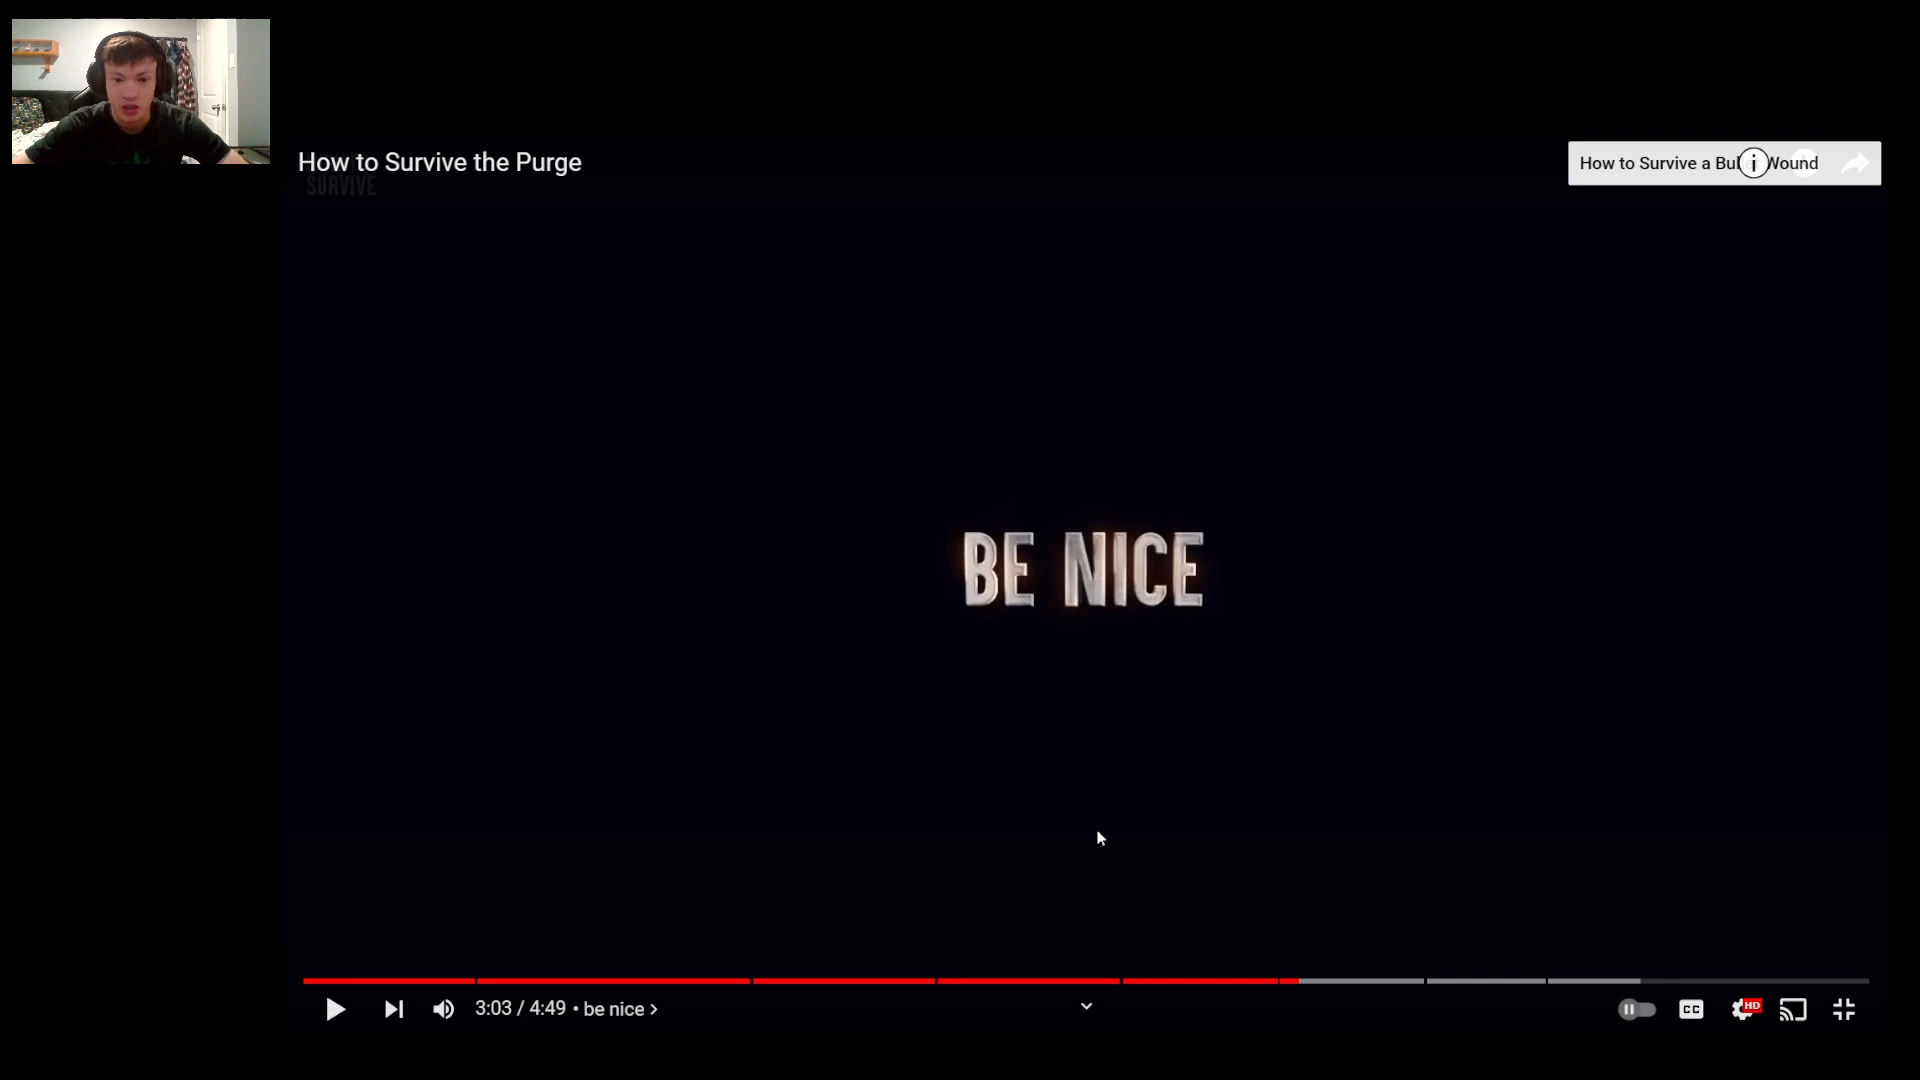 How to Survive the Purge
SURVIVE
How to Survive a Bul Wound
i
BE NICE
3:03 / 4:49 • be nice ›
CC
HD